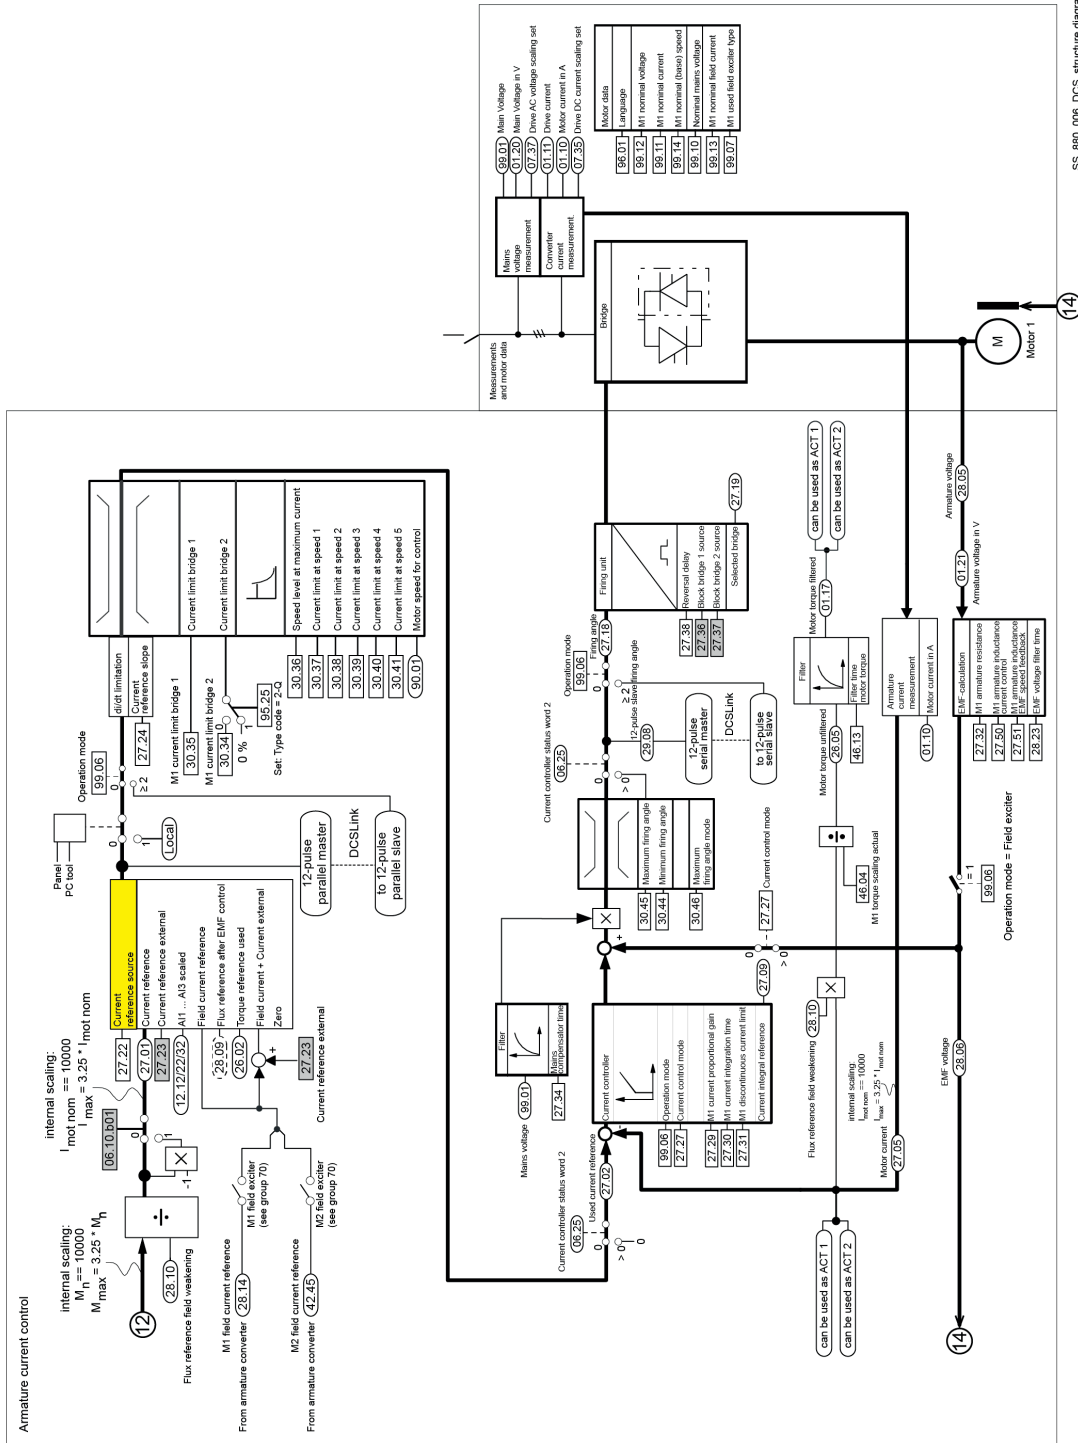 Armature current control
12
internal scaling:
M n == 10000
M max = 3.25 * M n
28.10
Flux reference field weakening
÷
-1
×
0
1
06.10.b01
internal scaling:
I mot nom == 10000
I max = 3.25 * I mot nom
27.22
Current
reference source
27.01
Current reference
27.23
Current reference external
12.12/22/32
AI1 ... AI3 scaled
Field current reference
28.09
Flux reference after EMF control
26.02
Torque reference used
Field current + Current external
Zero
+
27.23
Current reference external
M1 field current reference
From armature converter
28.14
M1 field exciter
(see group 70)
M2 field current reference
From armature converter
42.45
M2 field exciter
(see group 70)
Panel
PC tool
0
1
Local
12-pulse
parallel master
DCSLink
to 12-pulse
parallel slave
Operation mode
99.06
0
≥ 2
di/dt limitation
27.24
Current
reference slope
M1 current limit bridge 1
30.35
Current limit bridge 1
M1 current limit bridge 2
30.34
0
1
0 %
95.25
Set: Type code = 2-Q
Current limit bridge 2
30.36
Speed level at maximum current
30.37
Current limit at speed 1
30.38
Current limit at speed 2
30.39
Current limit at speed 3
30.40
Current limit at speed 4
30.41
Current limit at speed 5
90.01
Motor speed for control
Measurements
and motor data
Mains
voltage
measurement
Converter
current
measurement.
99.01
Main Voltage
01.20
Main Voltage in V
07.37
Drive AC voltage scaling set
01.11
Drive current
01.10
Motor current in A
07.35
Drive DC current scaling set
Motor data
96.01
Language
99.12
M1 nominal voltage
99.11
M1 nominal current
99.14
M1 nominal (base) speed
99.10
Nominal mains voltage
99.13
M1 nominal field current
99.07
M1 used field exciter type
Current controller status word 2
06.25
0
> 0
0
Used current reference
27.02
-
Mains voltage
99.01
Filter
27.34
Mains
compensator time
Current controller
99.06
Operation mode
27.27
Current control mode
27.29
M1 current proportional gain
27.30
M1 current integration time
27.31
M1 discontinuous current limit
Current integral reference
27.09
+
×
0
> 0
27.27
Current control mode
30.45
Maximum firing angle
30.44
Minimum firing angle
30.46
Maximum
firing angle mode
Current controller status word 2
06.25
0
> 0
29.08
12-pulse slave firing angle
12-pulse
serial master
DCSLink
to 12-pulse
serial slave
Operation mode
99.06
0
≥ 2
Firing angle
27.18
Firing unit
27.38
Reversal delay
27.36
Block bridge 1 source
27.37
Block bridge 2 source
Selected bridge
27.19
Bridge
can be used as ACT 1
can be used as ACT 2
Flux reference field weakening
28.10
×
internal scaling:
I mot nom == 10000
I max = 3.25 * I mot nom
Motor current
27.05
÷
46.04
M1 torque scaling actual
Motor torque unfiltered
26.05
Filter
46.13
Filter time
motor torque
Motor torque filtered
01.17
can be used as ACT 1
can be used as ACT 2
Armature
current
measurement
01.10
Motor current in A
14
EMF voltage
28.06
= 1
99.06
Operation mode = Field exciter
EMF-calculation
27.32
M1 armature resistance
27.50
M1 armature inductance
current control
27.51
M1 armature inductance
EMF speed feedback
28.23
EMF voltage filter time
01.21
Armature voltage in V
28.05
Armature voltage
M
Motor 1
14